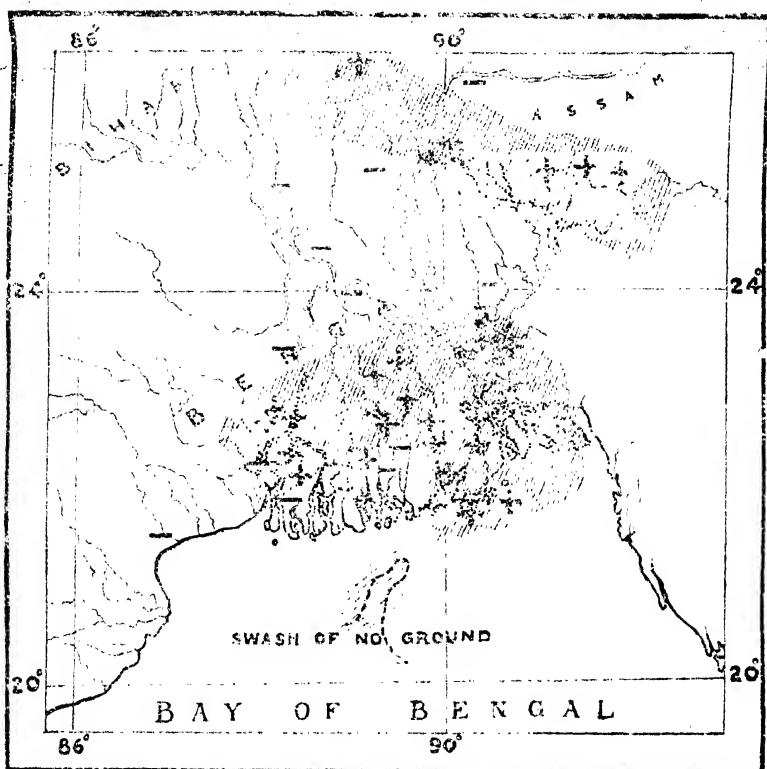 86° 90°
BIHAR
ASSAM
24° 24°
BENGAL
SWASH OF NO GROUND
20° 20°
BAY OF BENGAL
86° 90°